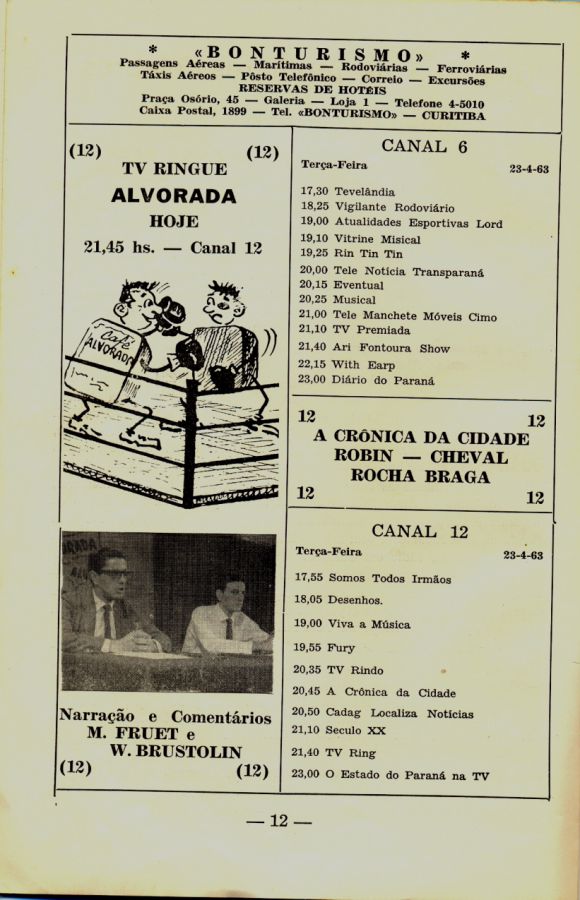 * «BONTURISMO» *
Passagens Aéreas — Marítimas — Rodoviárias — Ferroviárias
Táxis Aéreos — Pôsto Telefônico — Correio — Excursões
RESERVAS DE HOTÉIS
Praça Osório, 45 — Galeria — Loja 1 — Telefone 4-5010
Caixa Postal, 1899 — Tel. «BONTURISMO» — CURITIBA
(12) (12)
TV RINGUE
ALVORADA
HOJE
21,45 hs. — Canal 12
Café
ALVORADA
Narração e Comentários
M. FRUET e
W. BRUSTOLIN
(12) (12)
CANAL 6
Terça-Feira 23-4-63
17,30 Tevelândia
18,25 Vigilante Rodoviário
19,00 Atualidades Esportivas Lord
19,10 Vitrine Misical
19,25 Rin Tin Tin
20,00 Tele Noticia Transparaná
20,15 Eventual
20,25 Musical
21,00 Tele Manchete Móveis Cimo
21,10 TV Premiada
21,40 Ari Fontoura Show
22,15 With Earp
23,00 Diário do Paraná
12 12
A CRÔNICA DA CIDADE
ROBIN — CHEVAL
ROCHA BRAGA
12 12
CANAL 12
Terça-Feira 23-4-63
17,55 Somos Todos Irmãos
18,05 Desenhos.
19,00 Viva a Música
19,55 Fury
20,35 TV Rindo
20,45 A Crônica da Cidade
20,50 Cadag Localiza Notícias
21,10 Seculo XX
21,40 TV Ring
23,00 O Estado do Paraná na TV
— 12 —